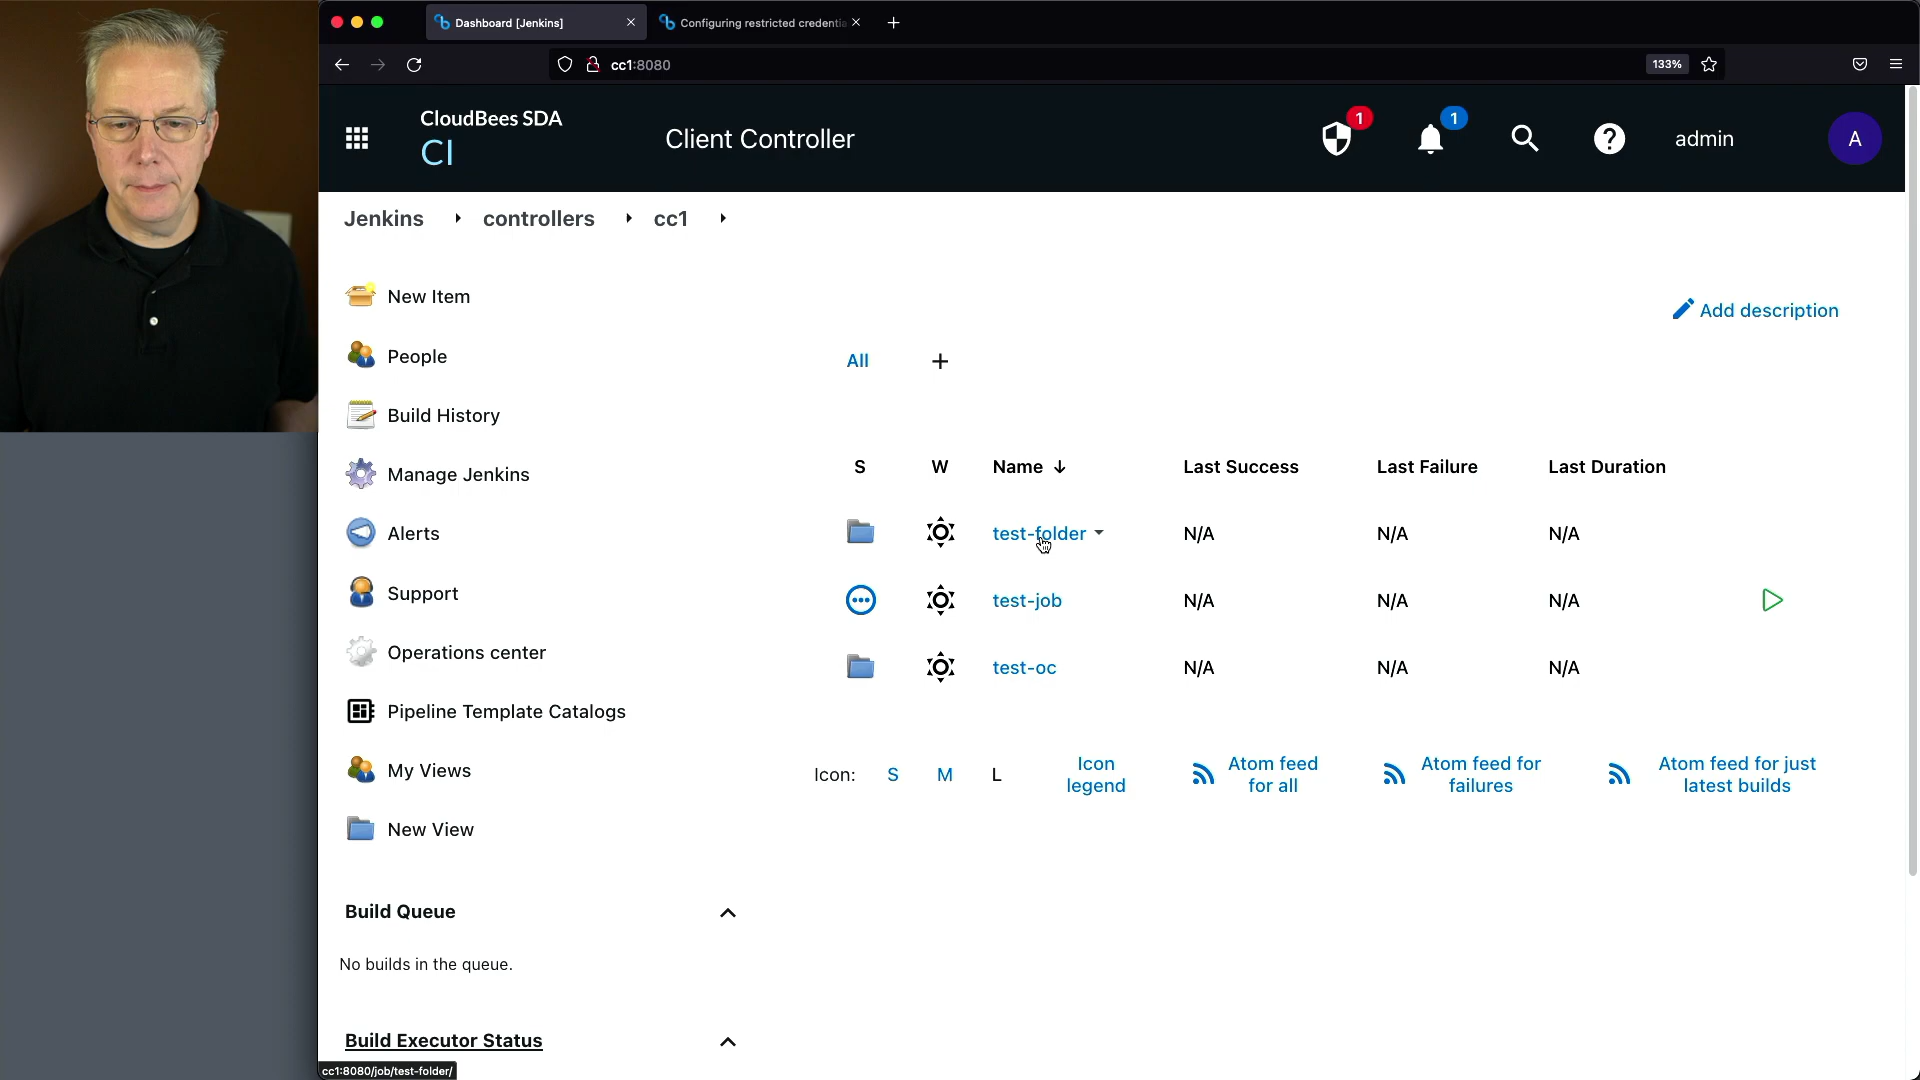 Dashboard [Jenkins]
Configuring restricted credentia
cc1:8080
133%
CloudBees SDA
CI
Client Controller
1
1
admin
A
Jenkins
controllers
cc1
New Item
People
Build History
Manage Jenkins
Alerts
Support
Operations center
Pipeline Template Catalogs
My Views
New View
Add description
All
+
S W Name ↓ Last Success Last Failure Last Duration
test-folder N/A N/A N/A
test-job N/A N/A N/A
test-oc N/A N/A N/A
Icon: S M L
Icon
legend
Atom feed
for all
Atom feed for
failures
Atom feed for just
latest builds
Build Queue
No builds in the queue.
Build Executor Status
cc1:8080/job/test-folder/